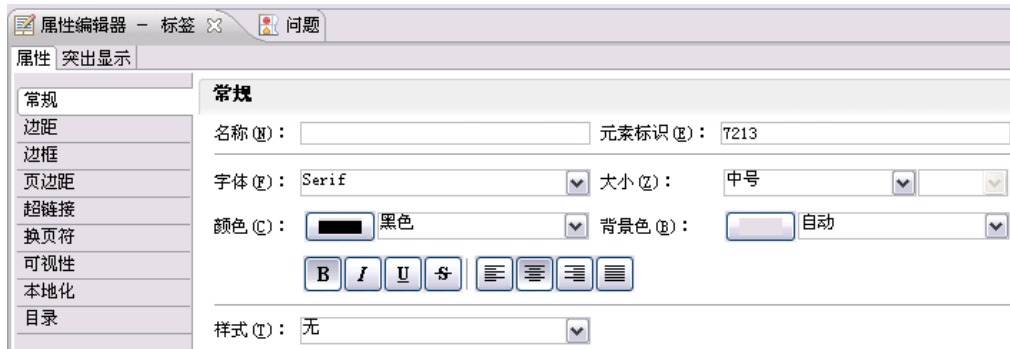 属性编辑器 - 标签 问题
属性 突出显示
常规
边距
边框
页边距
超链接
换页符
可视性
本地化
目录
常规
名称(N): 元素标识(E): 7213
字体(F): Serif 大小(Z): 中号
颜色(C): 黑色 背景色(B): 自动
B I U S
样式(T): 无